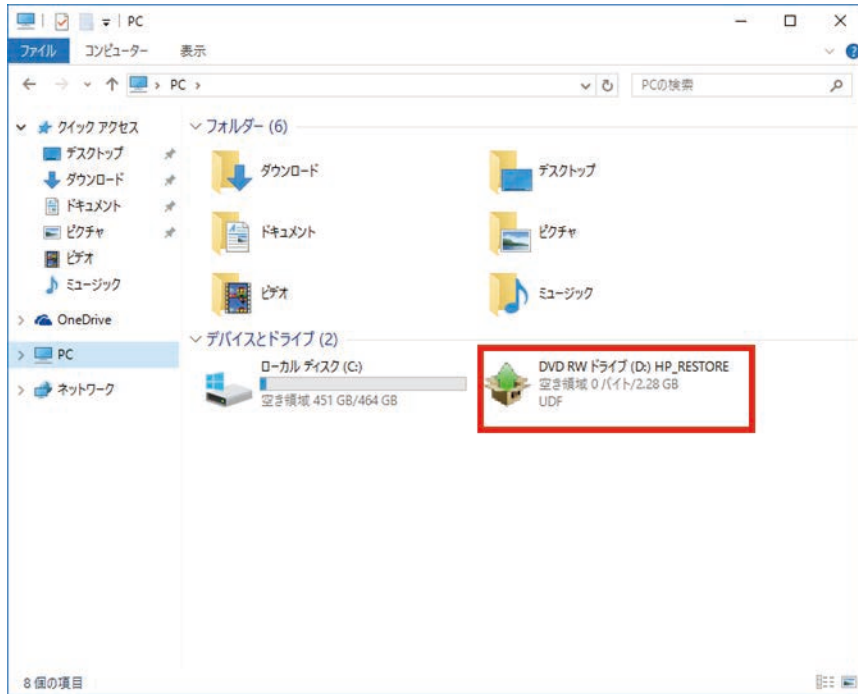 PC
ファイル
コンピューター
表示
PC
PCの検索
クイック アクセス
デスクトップ
ダウンロード
ドキュメント
ピクチャ
ビデオ
ミュージック
OneDrive
PC
ネットワーク
フォルダー (6)
ダウンロード
デスクトップ
ドキュメント
ピクチャ
ビデオ
ミュージック
デバイスとドライブ (2)
ローカル ディスク (C:)
空き領域 451 GB/464 GB
DVD RW ドライブ (D:) HP_RESTORE
空き領域 0 バイト/2.28 GB
UDF
8 個の項目